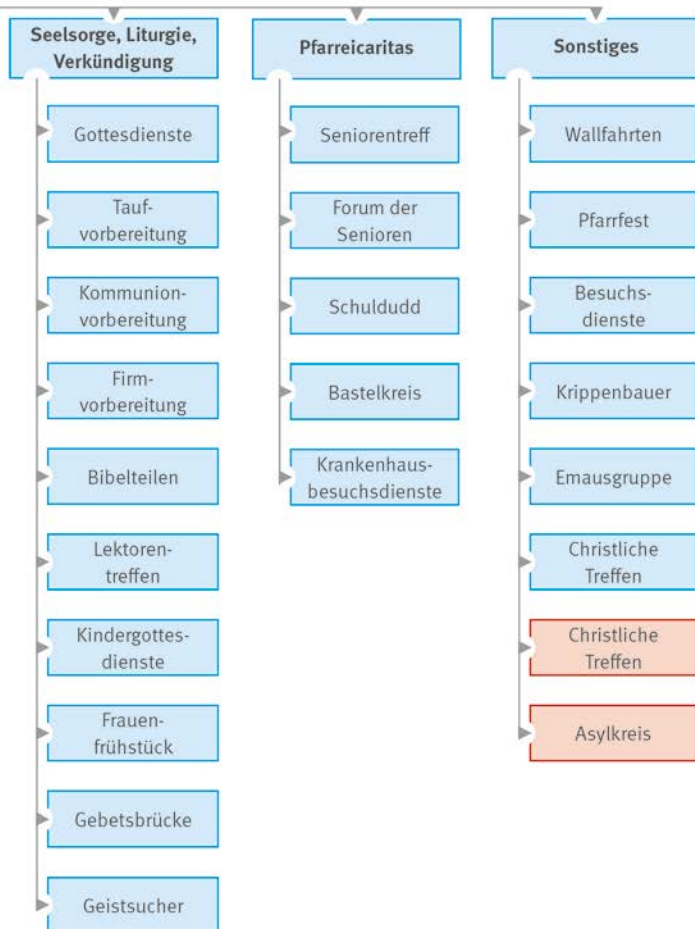 Seelsorge, Liturgie,
Verkündigung
Gottesdienste
Tauf-
vorbereitung
Kommunion-
vorbereitung
Firm-
vorbereitung
Bibelteilen
Lektoren-
treffen
Kindergottes-
dienste
Frauen-
frühstück
Gebetsbrücke
Geistsucher
Pfarreicaritas
Seniorentreff
Forum der
Senioren
Schuldudd
Bastelkreis
Krankenhaus-
besuchsdienste
Sonstiges
Wallfahrten
Pfarrfest
Besuchs-
dienste
Krippenbauer
Emausgruppe
Christliche
Treffen
Christliche
Treffen
Asylkreis